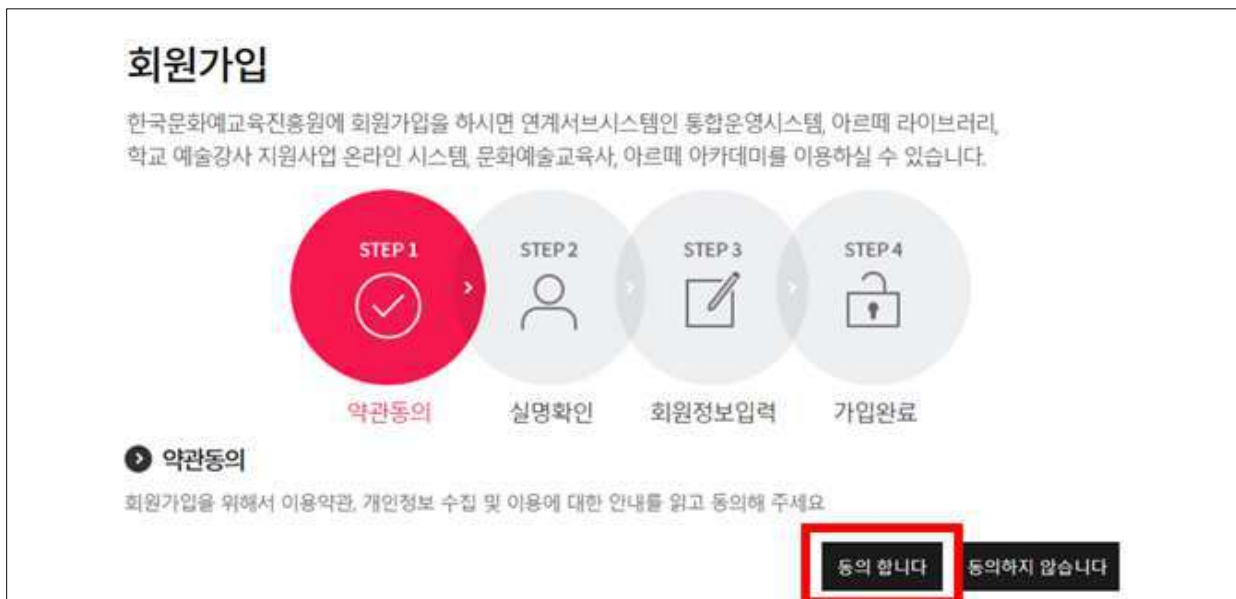 회원가입
한국문화예교육진흥원에 회원가입을 하시면 연계서브시스템인 통합운영시스템, 아르떼 라이브러리,
학교 예술강사 지원사업 온라인 시스템, 문화예술교육사, 아르떼 아카데미를 이용하실 수 있습니다.
STEP 1 STEP 2 STEP 3 STEP 4
약관동의 실명확인 회원정보입력 가입완료
약관동의
회원가입을 위해서 이용약관, 개인정보 수집 및 이용에 대한 안내를 읽고 동의해 주세요
동의 합니다 동의하지 않습니다